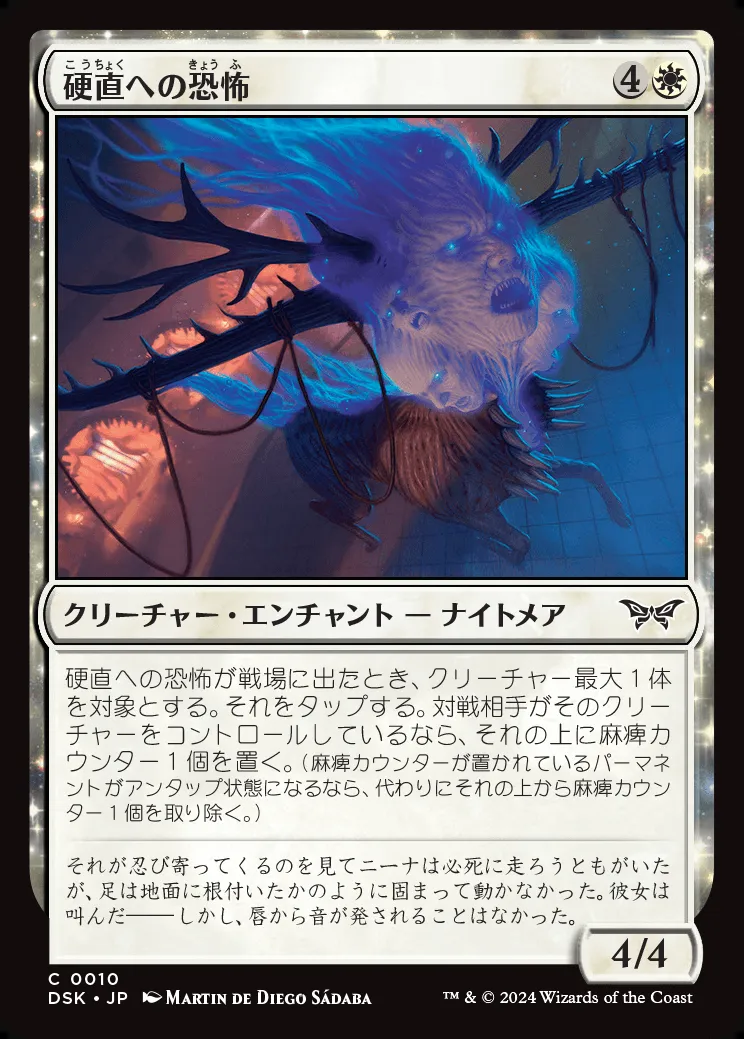 こうちょく きょう ふ
硬直への恐怖
4
クリーチャー・エンチャント — ナイトメア
硬直への恐怖が戦場に出たとき、クリーチャー最大1体
を対象とする。それをタップする。対戦相手がそのクリー
チャーをコントロールしているなら、それの上に麻痺カ
ウンター1個を置く。(麻痺カウンターが置かれているパーマネ
ントがアンタップ状態になるなら、代わりにそれの上から麻痺カウン
ター1個を取り除く。)
それが忍び寄ってくるのを見てニーナは必死に走ろうともがいた
が、足は地面に根付いたかのように固まって動かなかった。彼女は
叫んだ――しかし、唇から音が発されることはなかった。
4/4
C 0010
DSK • JP Martin de Diego Sádaba
™ & © 2024 Wizards of the Coast